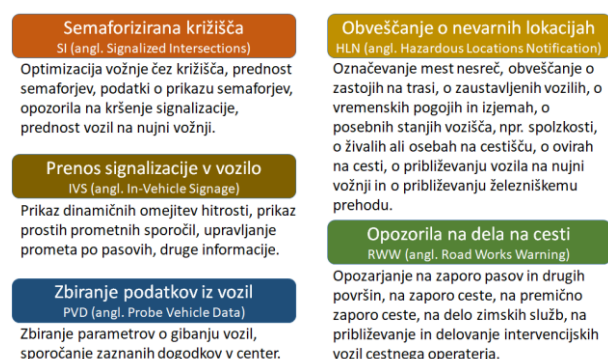 Semaforizirana križišča
SI (angl. Signalized Intersections)
Optimizacija vožnje čez križišča, prednost
semaforjev, podatki o prikazu semaforjev,
opozorila na kršenje signalizacije,
prednost vozil na nujni vožnji.
Prenos signalizacije v vozilo
IVS (angl. In-Vehicle Signage)
Prikaz dinamičnih omejitev hitrosti, prikaz
prostih prometnih sporočil, upravljanje
prometa po pasovih, druge informacije.
Zbiranje podatkov iz vozil
PVD (angl. Probe Vehicle Data)
Zbiranje parametrov o gibanju vozil,
sporočanje zaznanih dogodkov v center.
Obveščanje o nevarnih lokacijah
HLN (angl. Hazardous Locations Notification)
Označevanje mest nesreč, obveščanje o
zastojih na trasi, o zaustavljenih vozilih, o
vremenskih pogojih in izjemah, o
posebnih stanjih vozišča, npr. spolzkosti,
o živalih ali osebah na cestišču, o ovirah
na cesti, o približevanju vozila na nujni
vožnji in o približevanju železniškemu
prehodu.
Opozorila na dela na cesti
RWW (angl. Road Works Warning)
Opozarjanje na zaporo pasov in drugih
površin, na zaporo ceste, na premično
zaporo ceste, na delo zimskih služb, na
približevanje in delovanje intervencijskih
vozil cestnega operaterja.